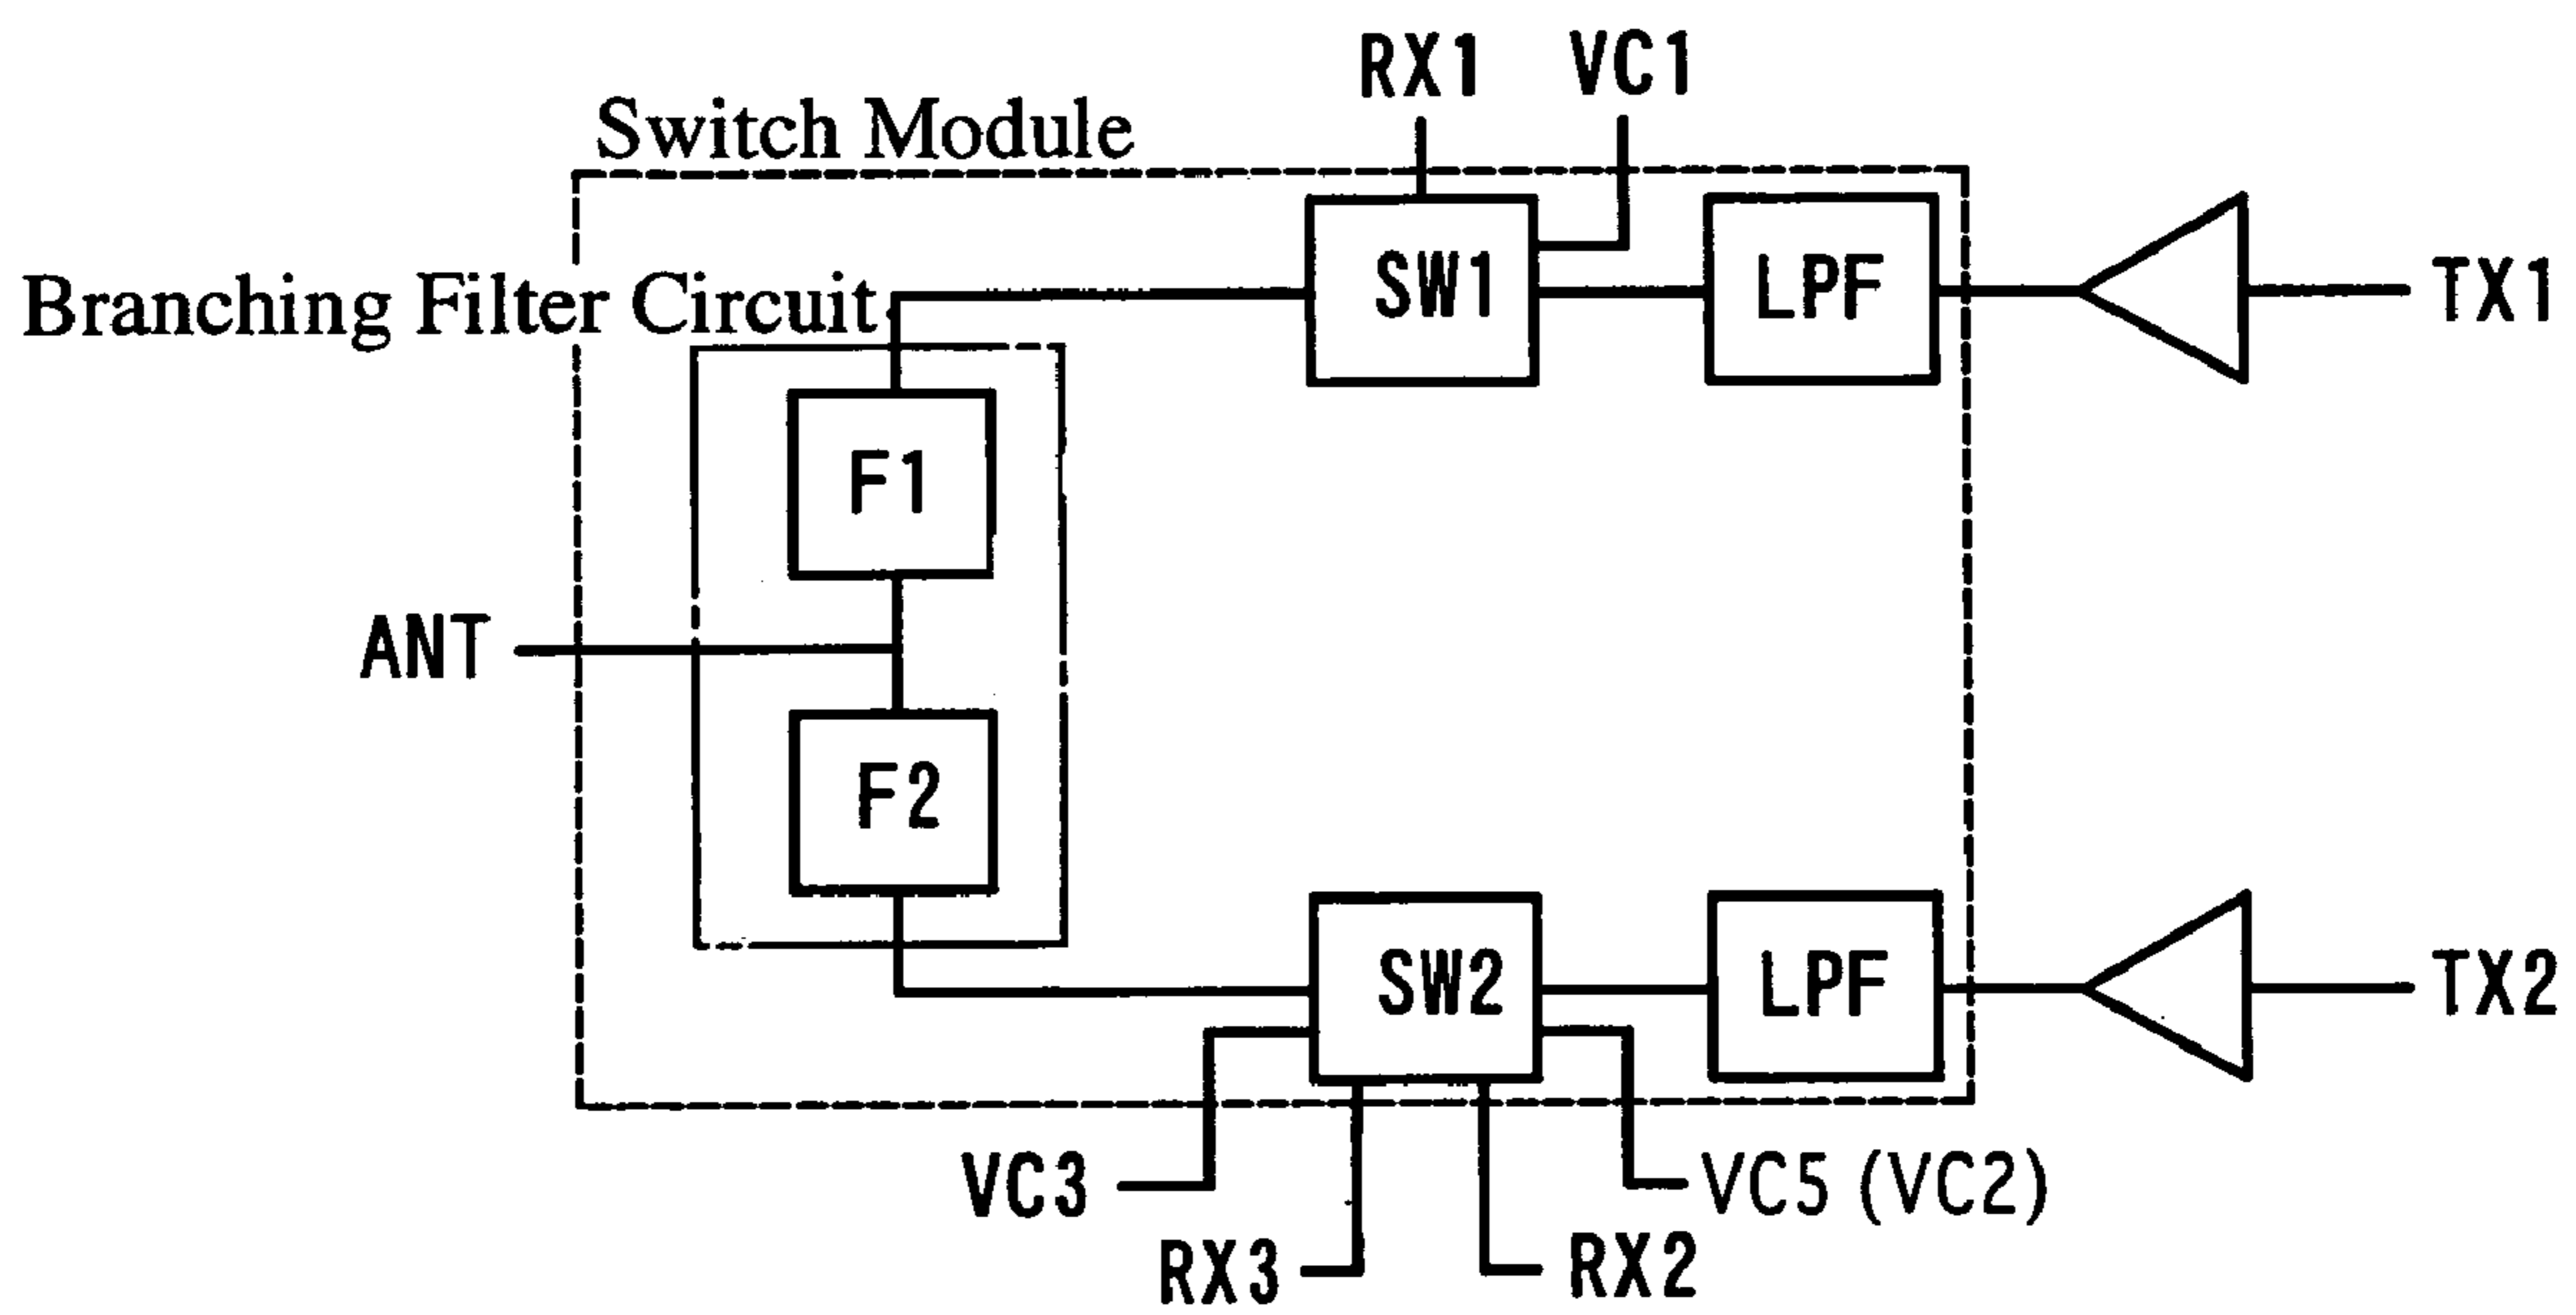 RX1 VC1
Switch Module
SW1
LPF
TX1
Branching Filter Circuit
F1
ANT
F2
SW2
LPF
TX2
VC3
VC5 (VC2)
RX3
RX2